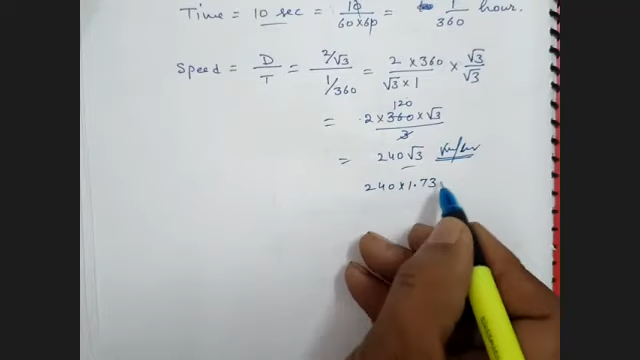 Time = 10 sec = 10/60×60 = 1/360 hour.
Speed = D/T = 2/√3 / 1/360 = 2 × 360/√3 × 1 × √3/√3
= 2 × 360 × √3/3 120
= 240√3 km/hr
240×1.73